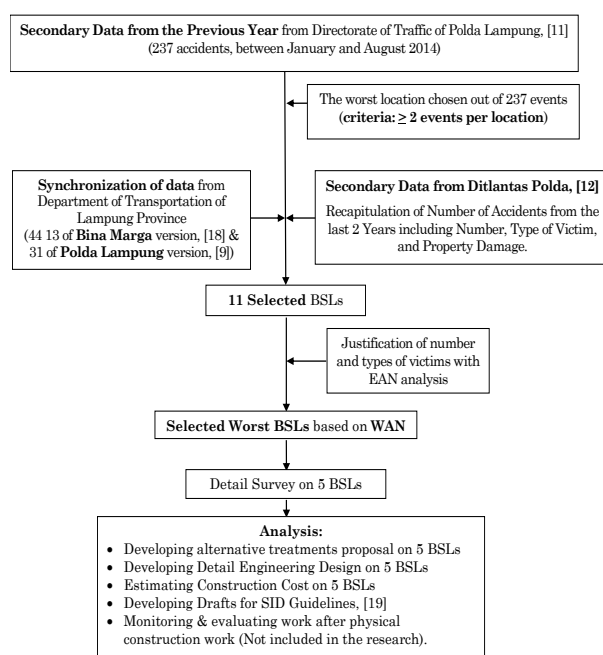 Secondary Data from the Previous Year from Directorate of Traffic of Polda Lampung, [11]
(237 accidents, between January and August 2014)
The worst location chosen out of 237 events
(criteria: ≥ 2 events per location)
Synchronization of data from
Department of Transportation of
Lampung Province
(44 13 of Bina Marga version, [18] &
31 of Polda Lampung version, [9])
Secondary Data from Ditlantas Polda, [12]
Recapitulation of Number of Accidents from the
last 2 Years including Number, Type of Victim,
and Property Damage.
11 Selected BSLs
Justification of number
and types of victims with
EAN analysis
Selected Worst BSLs based on WAN
Detail Survey on 5 BSLs
Analysis:
• Developing alternative treatments proposal on 5 BSLs
• Developing Detail Engineering Design on 5 BSLs
• Estimating Construction Cost on 5 BSLs
• Developing Drafts for SID Guidelines, [19]
• Monitoring & evaluating work after physical
construction work (Not included in the research).